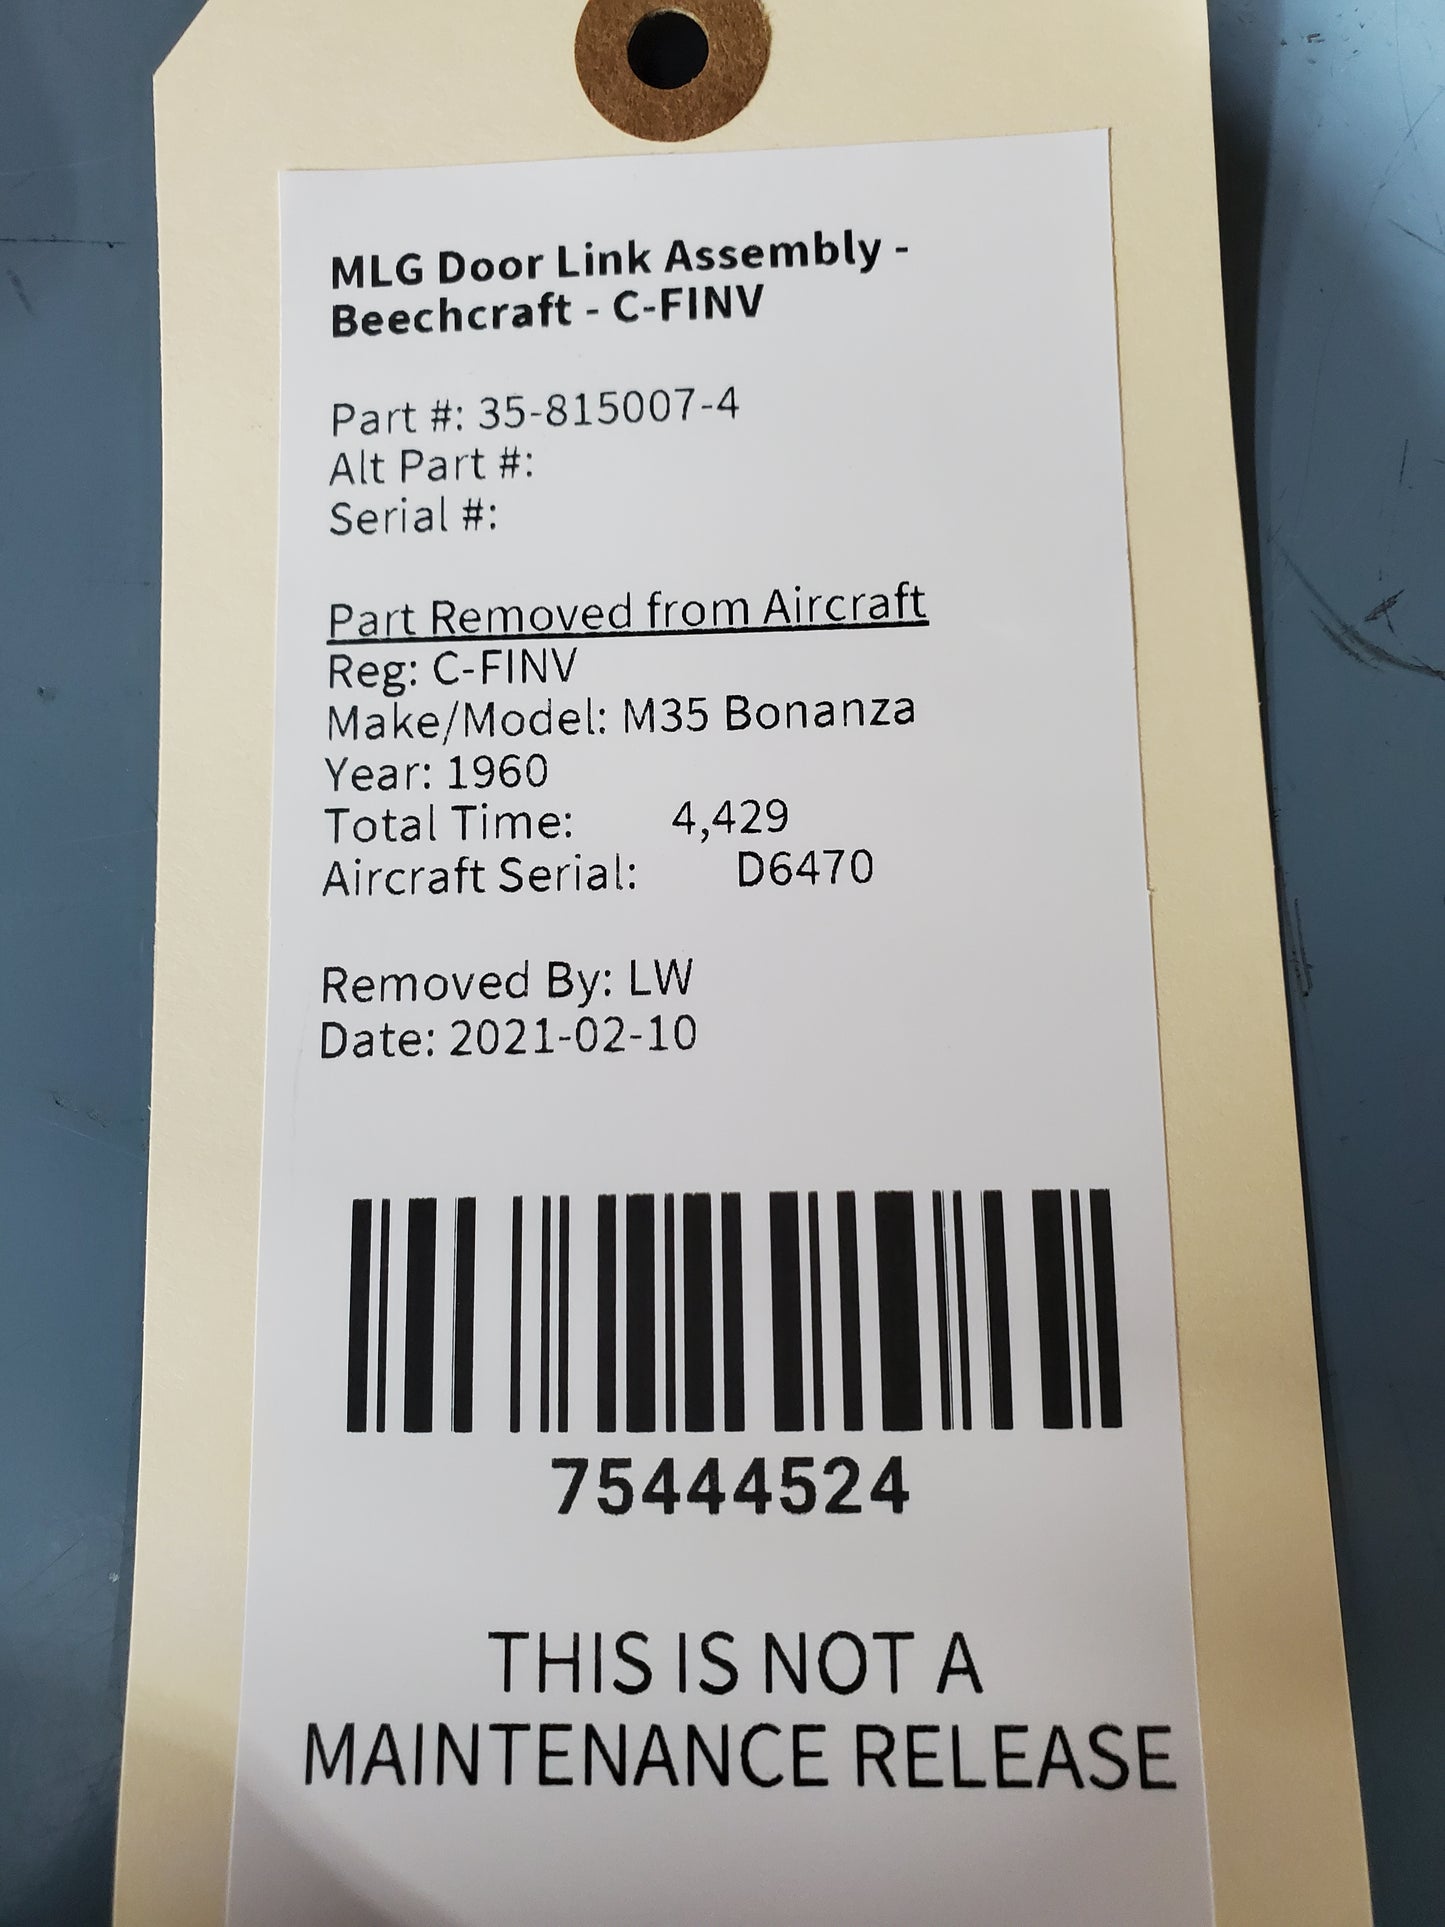 MLG Door Link Assembly -
Beechcraft - C-FINV
Part #: 35-815007-4
Alt Part #:
Serial #:
Part Removed from Aircraft
Reg: C-FINV
Make/Model: M35 Bonanza
Year: 1960
Total Time: 4,429
Aircraft Serial: D6470
Removed By: LW
Date: 2021-02-10
75444524
THIS IS NOT A
MAINTENANCE RELEASE